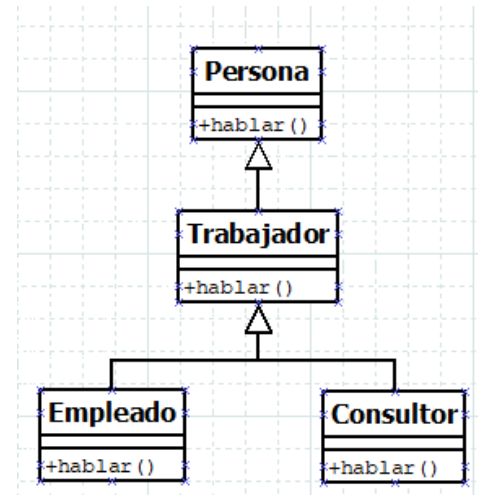 Persona
+hablar()
Trabajador
+hablar()
Empleado
+hablar()
Consultor
+hablar()